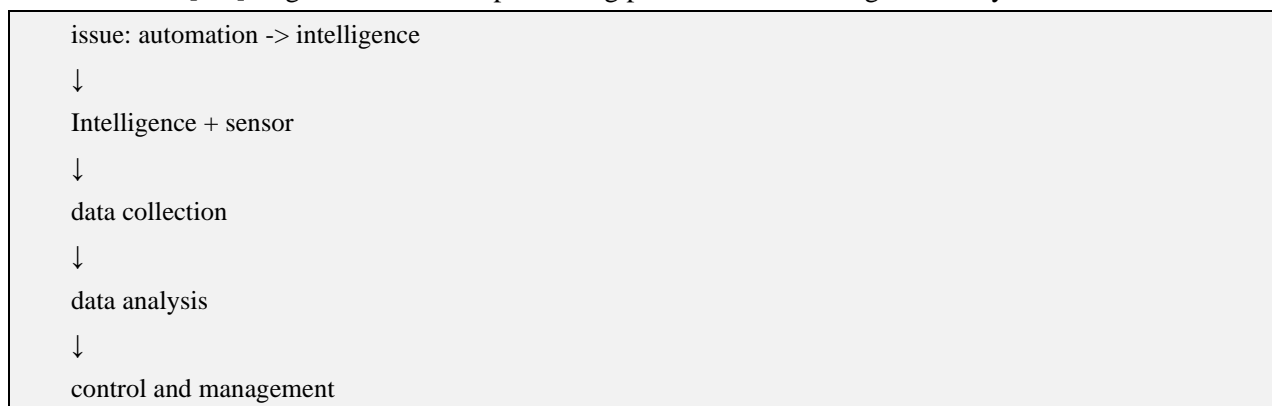 issue: automation -> intelligence
↓
Intelligence + sensor
↓
data collection
↓
data analysis
↓
control and management